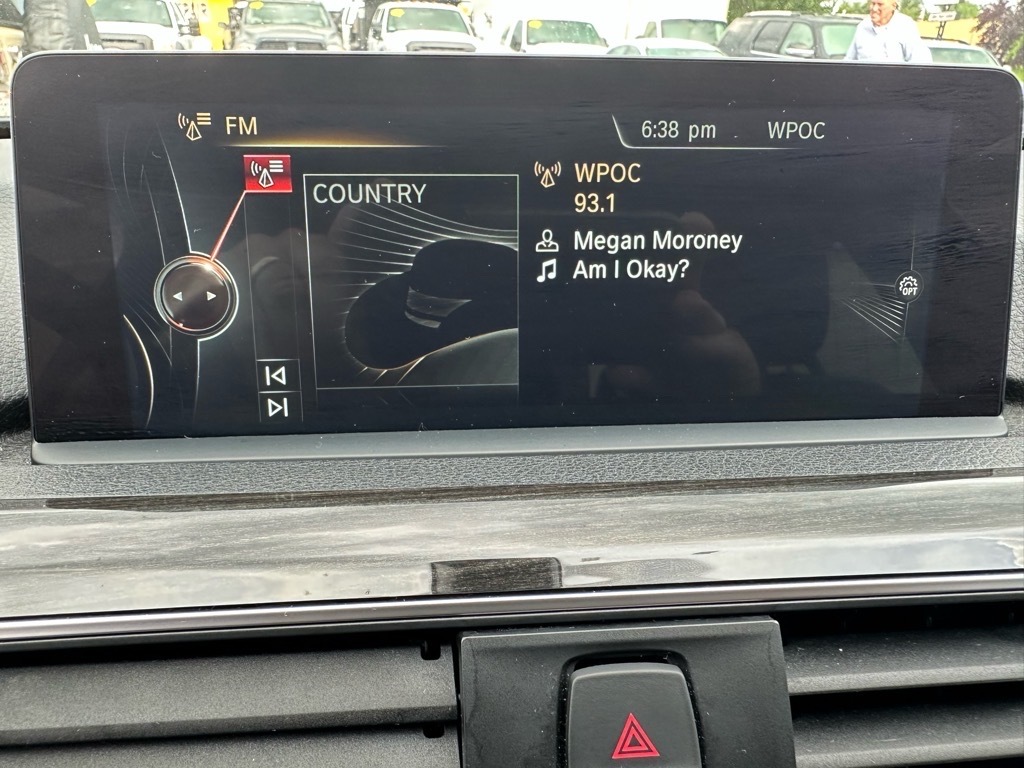 FM
6:38 pm
WPOC
COUNTRY
WPOC
93.1
Megan Moroney
Am I Okay?
OPT